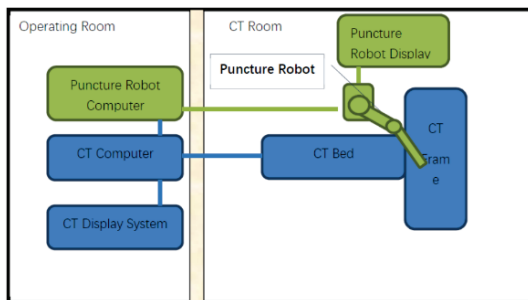 Operating Room
CT Room
Puncture
Robot Display
Puncture Robot
Puncture Robot
Computer
CT Computer
CT Bed
CT
Fram
e
CT Display System